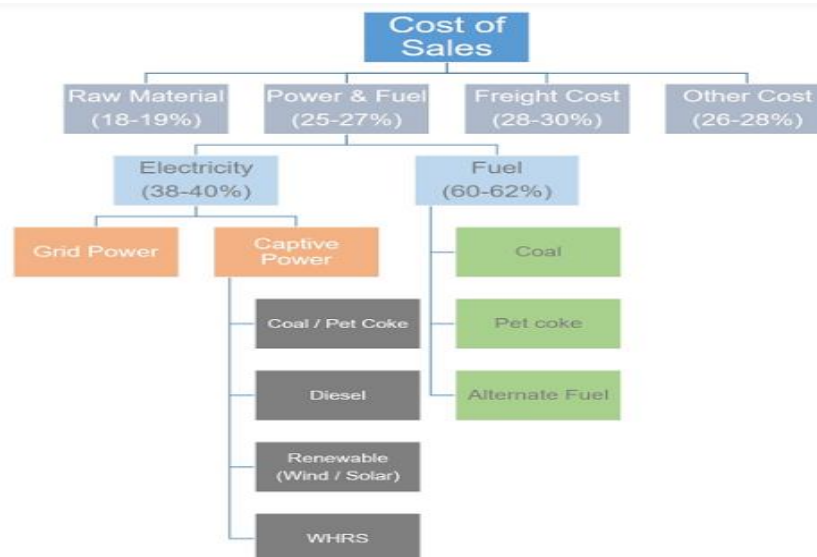 Cost of
Sales
Raw Material
(18-19%)
Power & Fuel
(25-27%)
Freight Cost
(28-30%)
Other Cost
(26-28%)
Electricity
(38-40%)
Fuel
(60-62%)
Grid Power
Captive
Power
Coal
Coal / Pet Coke
Pet coke
Diesel
Alternate Fuel
Renewable
(Wind / Solar)
WHRS